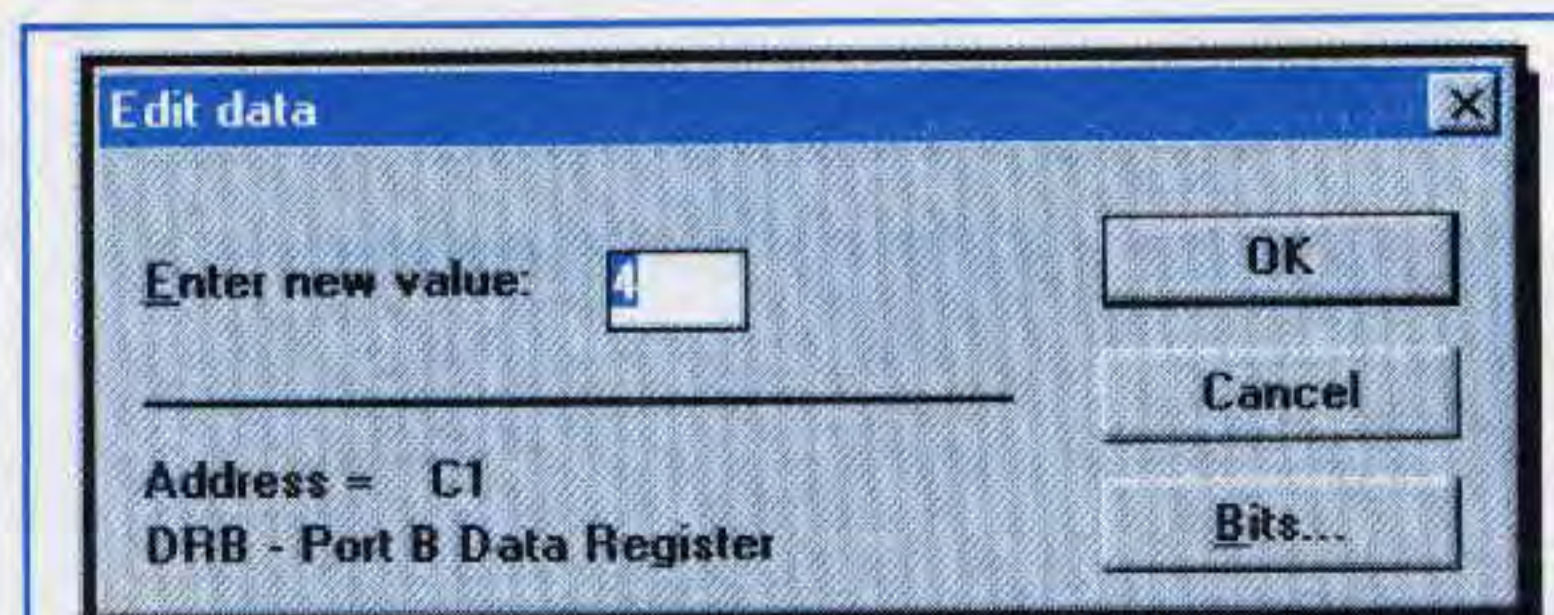 Edit data
Enter new value: 4
OK
Cancel
Address = C1
DRB - Port B Data Register
Bits...